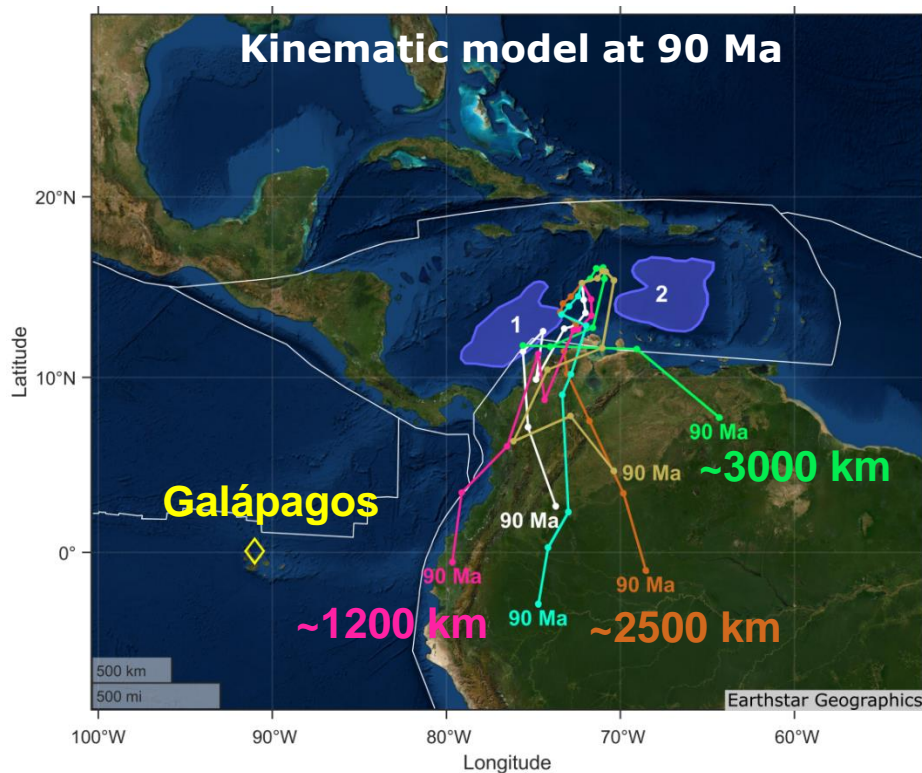 Kinematic model at 90 Ma
20°N
2
1
Latitude
10°N
90 Ma
~3000 km
90 Ma
Galápagos
90 Ma
0°
90 Ma
90 Ma
90 Ma
~1200 km
~2500 km
500 km
500 mi
Earthstar Geographics
100°W
90°W
80°W
70°W
60°W
Longitude